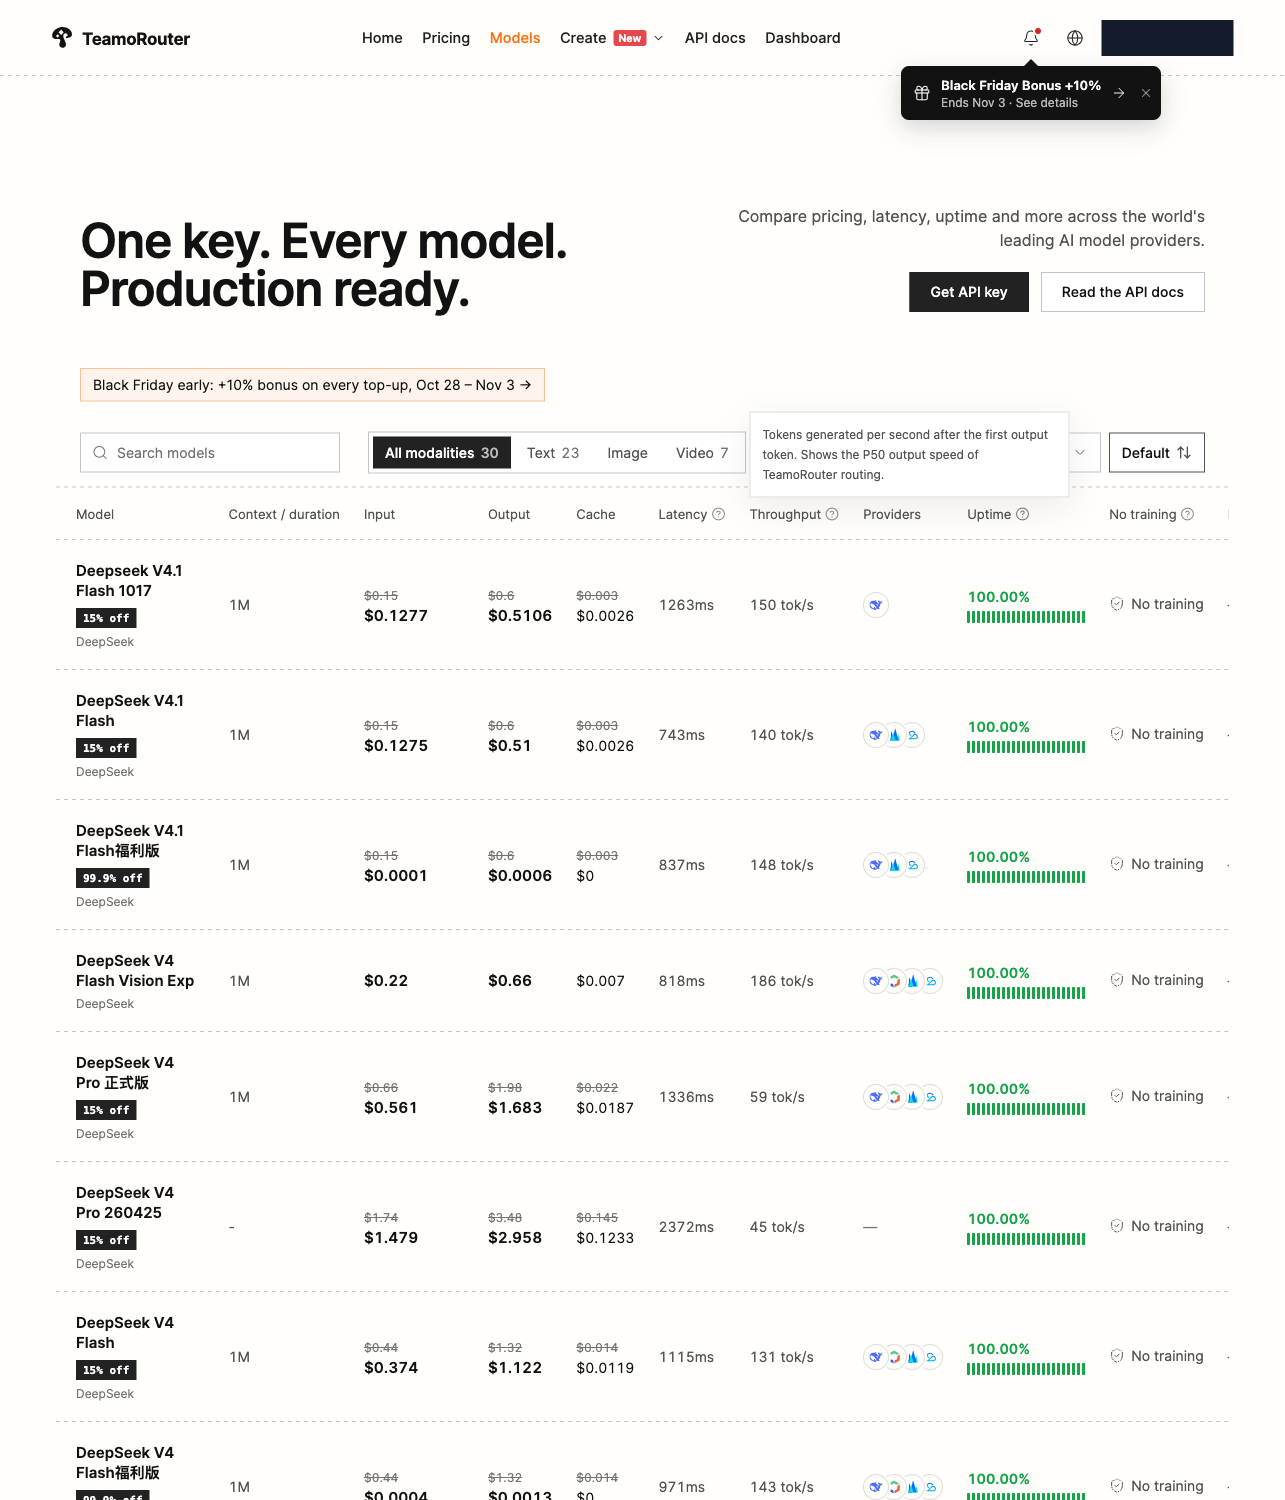 TeamoRouter
Home Pricing Models Create New API docs Dashboard
Black Friday Bonus +10%
Ends Nov 3 · See details
One key. Every model.
Production ready.
Compare pricing, latency, uptime and more across the world's
leading AI model providers.
Get API key Read the API docs
Black Friday early: +10% bonus on every top-up, Oct 28 – Nov 3 →
Search models
All modalities 30 Text 23 Image Video 7
Tokens generated per second after the first output
token. Shows the P50 output speed of
TeamoRouter routing.
Default
Model Context / duration Input Output Cache Latency Throughput Providers Uptime No training
Deepseek V4.1
Flash 1017
15% off
DeepSeek
1M
$0.15
$0.1277
$0.6
$0.5106
$0.003
$0.0026
1263ms
150 tok/s
100.00%
No training
DeepSeek V4.1
Flash
15% off
DeepSeek
1M
$0.15
$0.1275
$0.6
$0.51
$0.003
$0.0026
743ms
140 tok/s
100.00%
No training
DeepSeek V4.1
Flash福利版
99.9% off
DeepSeek
1M
$0.15
$0.0001
$0.6
$0.0006
$0.003
$0
837ms
148 tok/s
100.00%
No training
DeepSeek V4
Flash Vision Exp
DeepSeek
1M
$0.22
$0.66
$0.007
818ms
186 tok/s
100.00%
No training
DeepSeek V4
Pro 正式版
15% off
DeepSeek
1M
$0.66
$0.561
$1.98
$1.683
$0.022
$0.0187
1336ms
59 tok/s
100.00%
No training
DeepSeek V4
Pro 260425
15% off
DeepSeek
-
$1.74
$1.479
$3.48
$2.958
$0.145
$0.1233
2372ms
45 tok/s
—
100.00%
No training
DeepSeek V4
Flash
15% off
DeepSeek
1M
$0.44
$0.374
$1.32
$1.122
$0.014
$0.0119
1115ms
131 tok/s
100.00%
No training
DeepSeek V4
Flash福利版
99.9% off
1M
$0.44
$0.0004
$1.32
$0.0013
$0.014
$0
971ms
143 tok/s
100.00%
No training